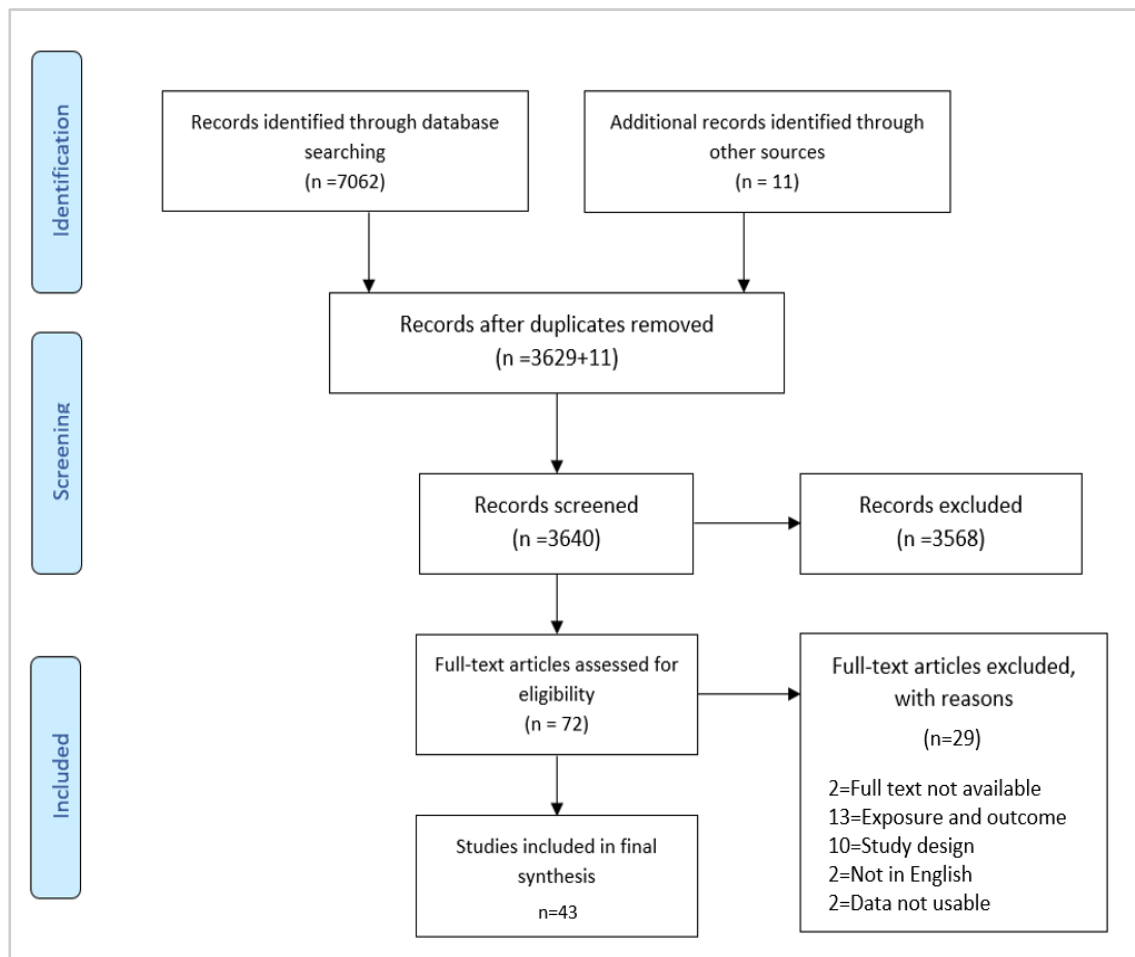 Identification
Records identified through database
searching
(n =7062)
Additional records identified through
other sources
(n = 11)
Records after duplicates removed
(n =3629+11)
Screening
Records screened
(n =3640)
Records excluded
(n =3568)
Full-text articles assessed for
eligibility
(n = 72)
Full-text articles excluded,
with reasons
(n=29)
2=Full text not available
13=Exposure and outcome
10=Study design
2=Not in English
2=Data not usable
Included
Studies included in final
synthesis
n=43